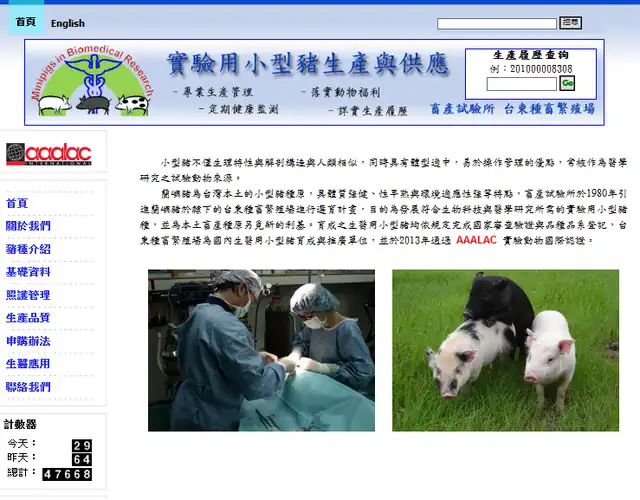 首頁 English 搜尋
Minipigs in Biomedical Research
實驗用小型豬生產與供應
-專業生產管理 -落實動物福利
-定期健康監測 -詳實生產履歷
生產履歷查詢
例：201000008308
Go
畜產試驗所 台東種畜繁殖場
aaalac
INTERNATIONAL
小型豬不僅生理特性與解剖構造與人類相似，同時具有體型適中，易於操作管理的優點，常被作為醫學
研究之試驗動物來源。
蘭嶼豬為台灣本土的小型豬種原，具體質強健、性早熟與環境適應性強等特點，畜產試驗所於1980年引
進蘭嶼豬於轄下的台東種畜繁殖場進行選育計畫，目的為發展符合生物科技與醫學研究所需的實驗用小型豬
種，並為本土畜產種原另覓新的利基。育成之生醫用小型豬均依規定完成國家審查驗證與品種品系登記，台
東種畜繁殖場為國內生醫用小型豬育成與推廣單位，並於2013年通過 AAALAC 實驗動物國際認證。
首頁
關於我們
豬種介紹
基礎資料
照護管理
生產品質
申購辦法
生醫應用
聯絡我們
計數器
今天： 29
昨天： 64
總計： 47668